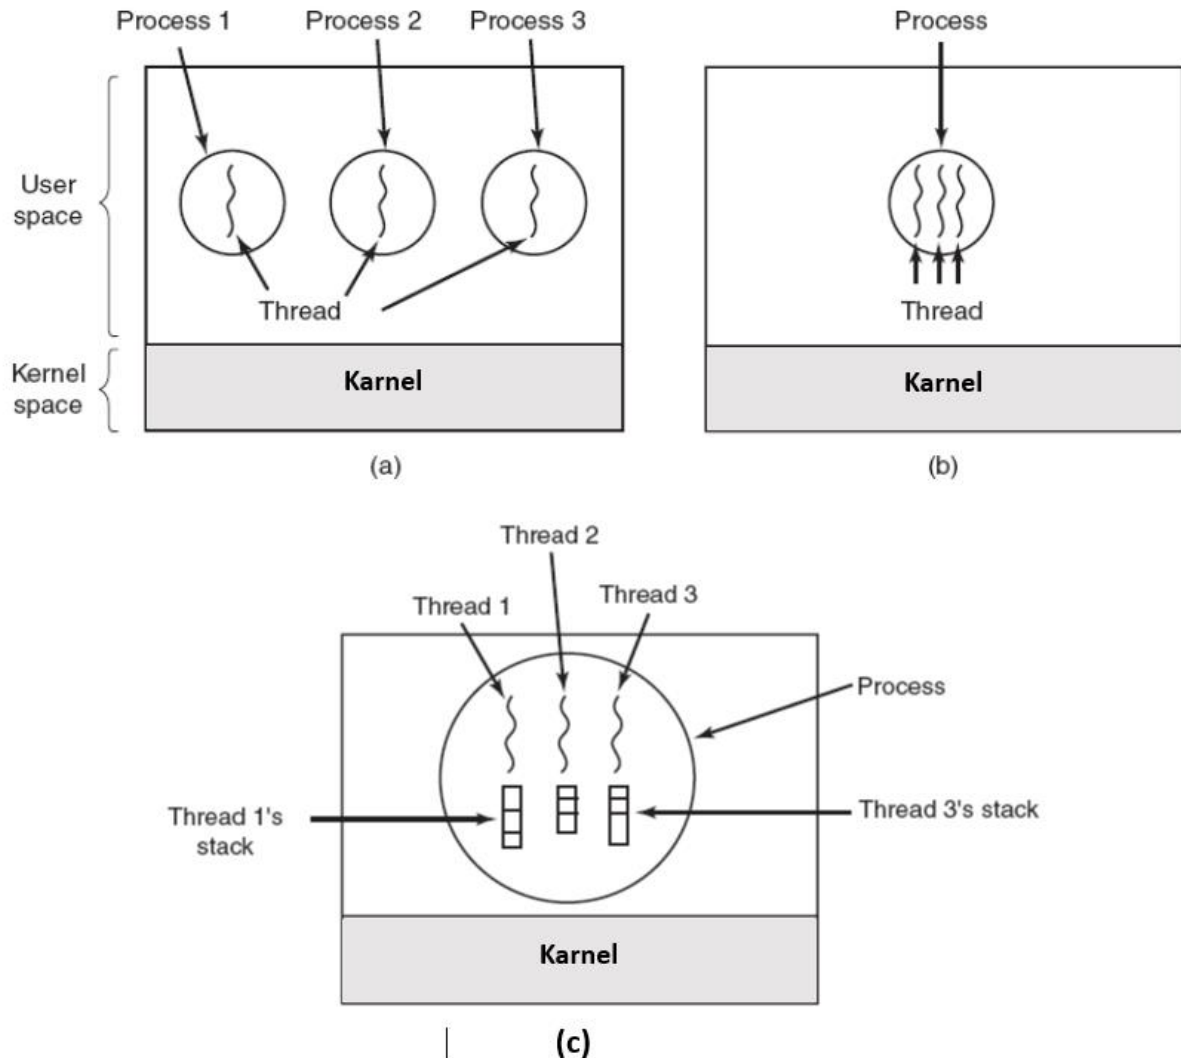 Process 1 Process 2 Process 3
Process
User
space
Thread
Thread
Kernel
space
Karnel
Karnel
(a)
(b)
Thread 2
Thread 1
Thread 3
Process
Thread 1's
stack
Thread 3's stack
Karnel
(c)